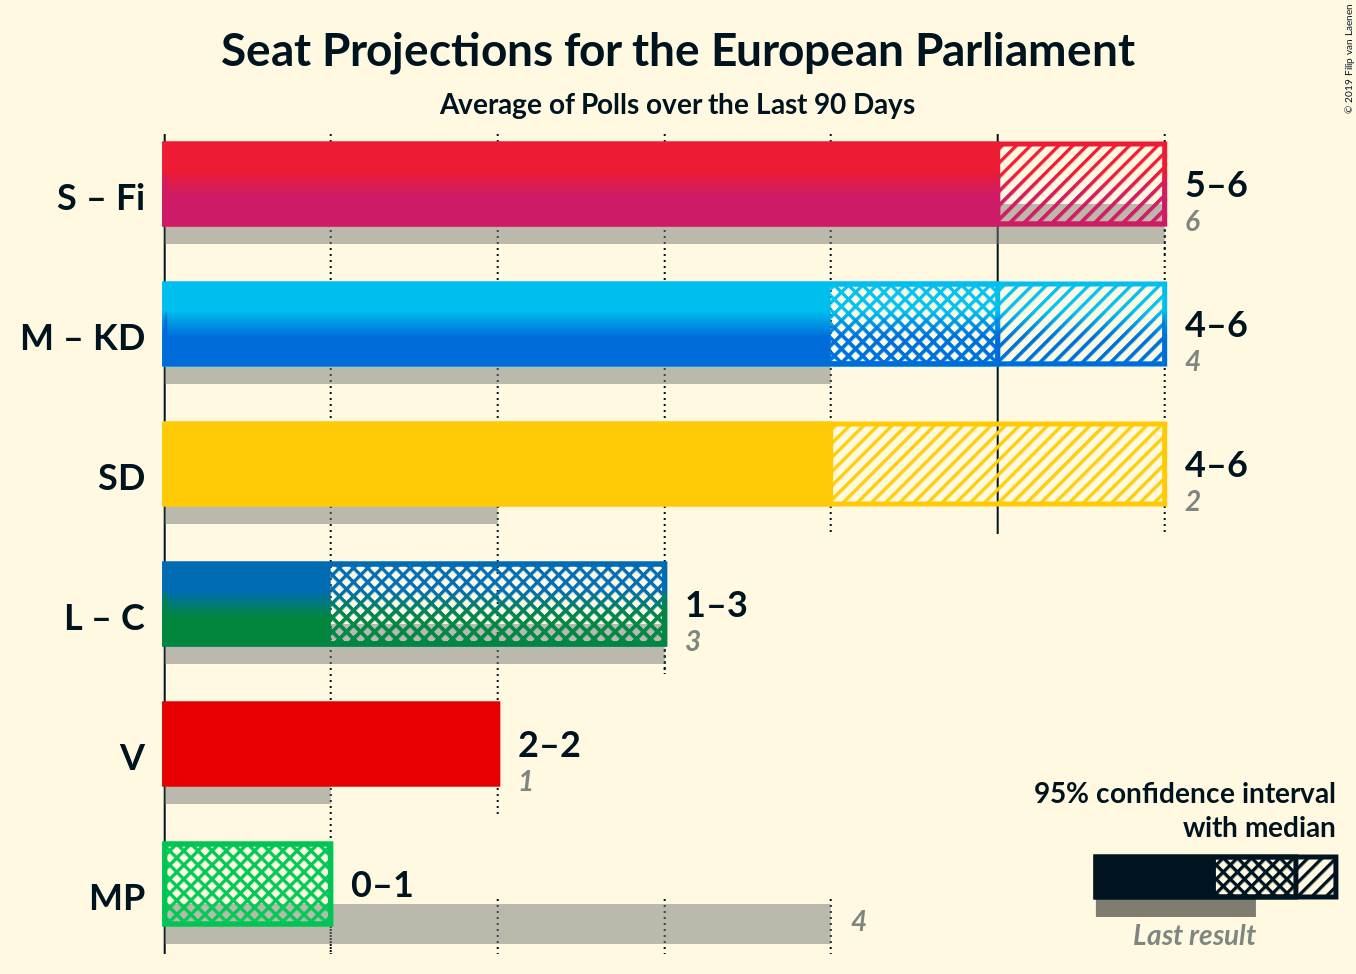 Seat Projections for the European Parliament
Average of Polls over the Last 90 Days
© 2019 Filip van Laenen
S – Fi
5–6
6
M – KD
4–6
4
SD
4–6
2
L – C
1–3
3
V
2–2
1
MP
0–1
4
95% confidence interval
with median
Last result